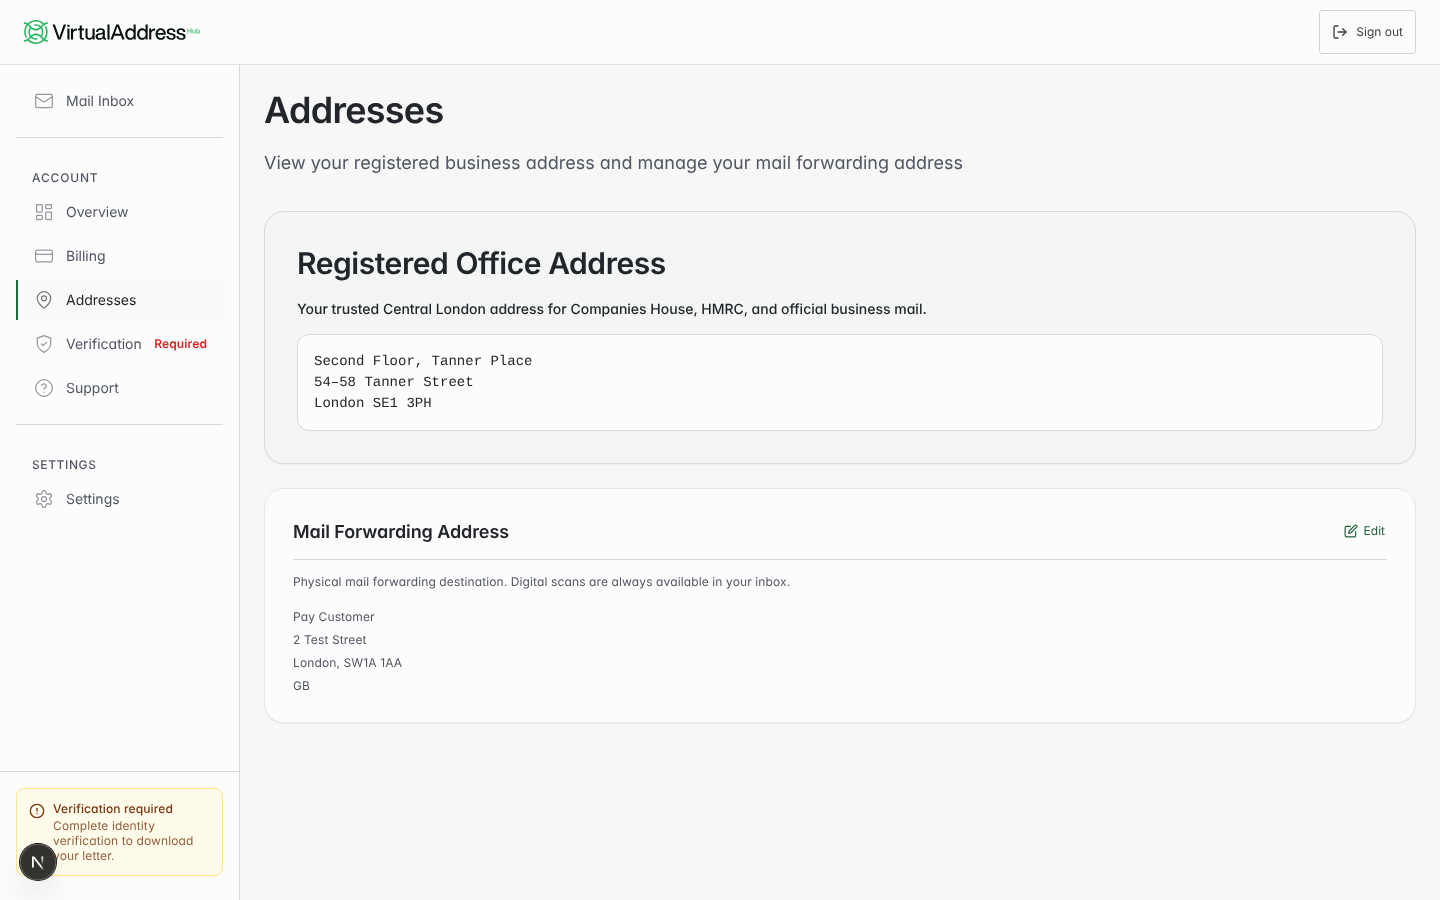 VirtualAddress Hub
Sign out
Mail Inbox
ACCOUNT
Overview
Billing
Addresses
Verification Required
Support
SETTINGS
Settings
Verification required
Complete identity
verification to download
your letter.
N
Addresses
View your registered business address and manage your mail forwarding address
Registered Office Address
Your trusted Central London address for Companies House, HMRC, and official business mail.
Second Floor, Tanner Place
54–58 Tanner Street
London SE1 3PH
Mail Forwarding Address
Edit
Physical mail forwarding destination. Digital scans are always available in your inbox.
Pay Customer
2 Test Street
London, SW1A 1AA
GB